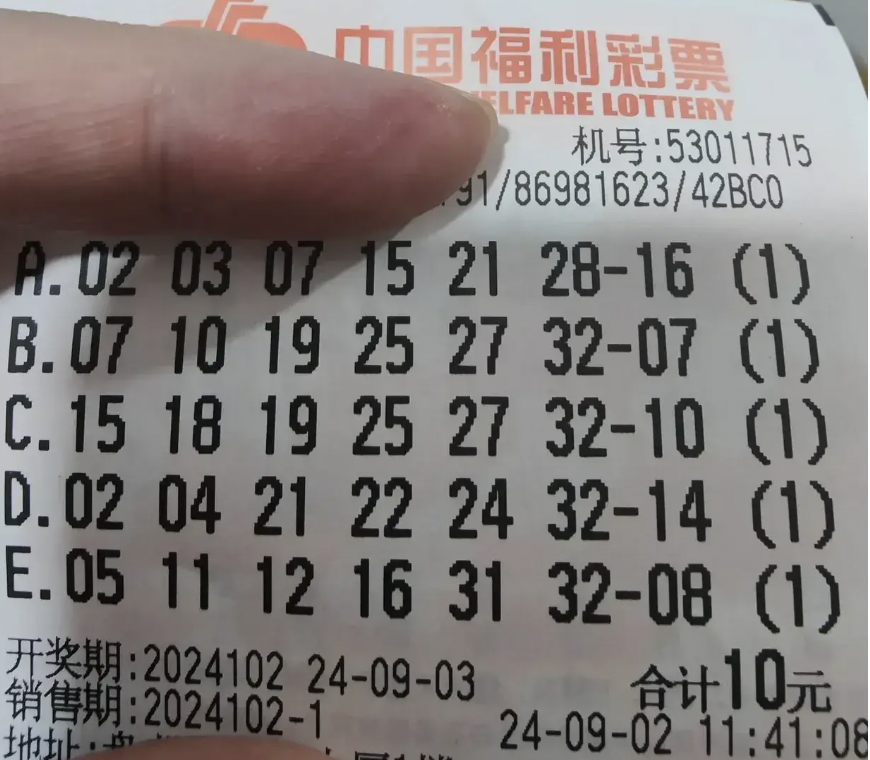 中国福利彩票
WELFARE LOTTERY
机号:53011715
91/86981623/42BC0
A.02 03 07 15 21 28-16 (1)
B.07 10 19 25 27 32-07 (1)
C.15 18 19 25 27 32-10 (1)
D.02 04 21 22 24 32-14 (1)
E.05 11 12 16 31 32-08 (1)
开奖期:2024102 24-09-03 合计10元
销售期:2024102-1 24-09-02 11:41:08
地址: